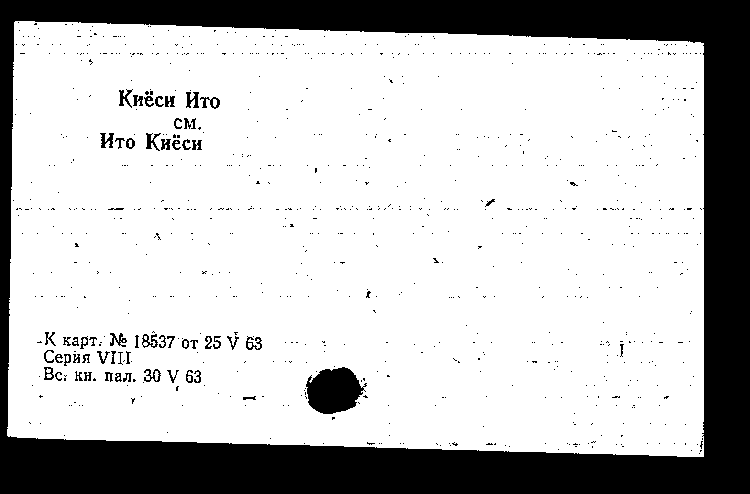 Киёси Ито
см.
Ито Киёси
К карт. № 18537 от 25 V 63
Серия VIII
Вс. кн. пал. 30 V 63
I